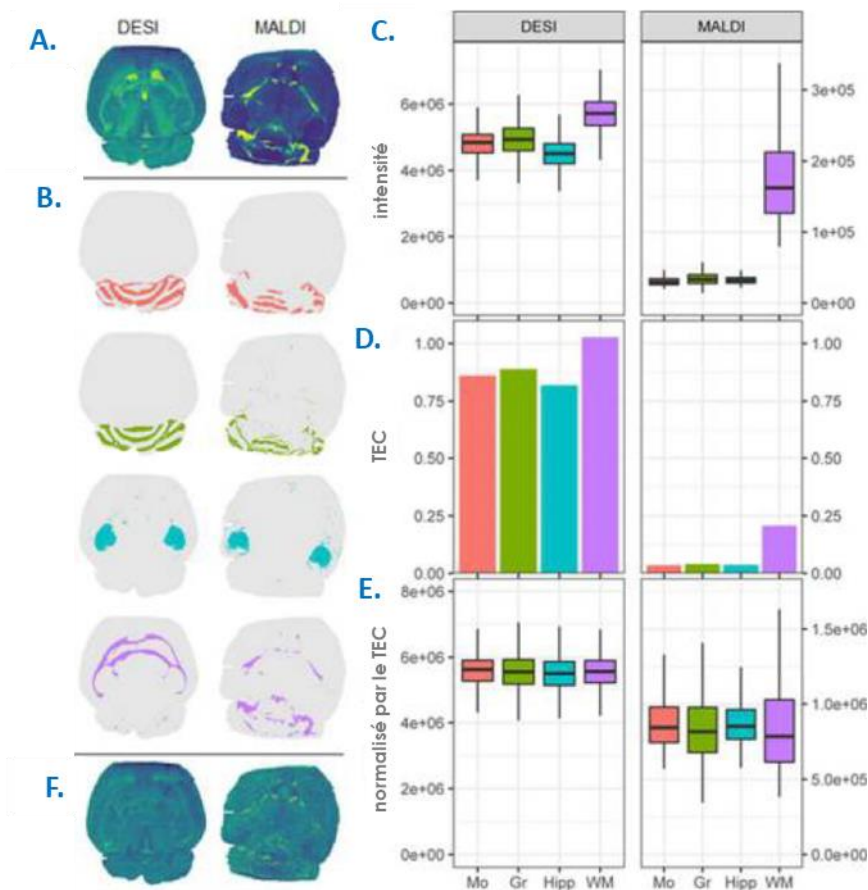 A.
DESI MALDI
B.
F.
C.
DESI MALDI
intensité
6e+06
4e+06
2e+06
0e+00
3e+05
2e+05
1e+05
0e+00
D.
TEC
1.00
0.75
0.50
0.25
0.00
1.00
0.75
0.50
0.25
0.00
E.
normalisé par le TEC
8e+06
6e+06
4e+06
2e+06
0e+00
1.5e+06
1.0e+06
5.0e+05
0.0e+00
Mo Gr Hipp WM
Mo Gr Hipp WM